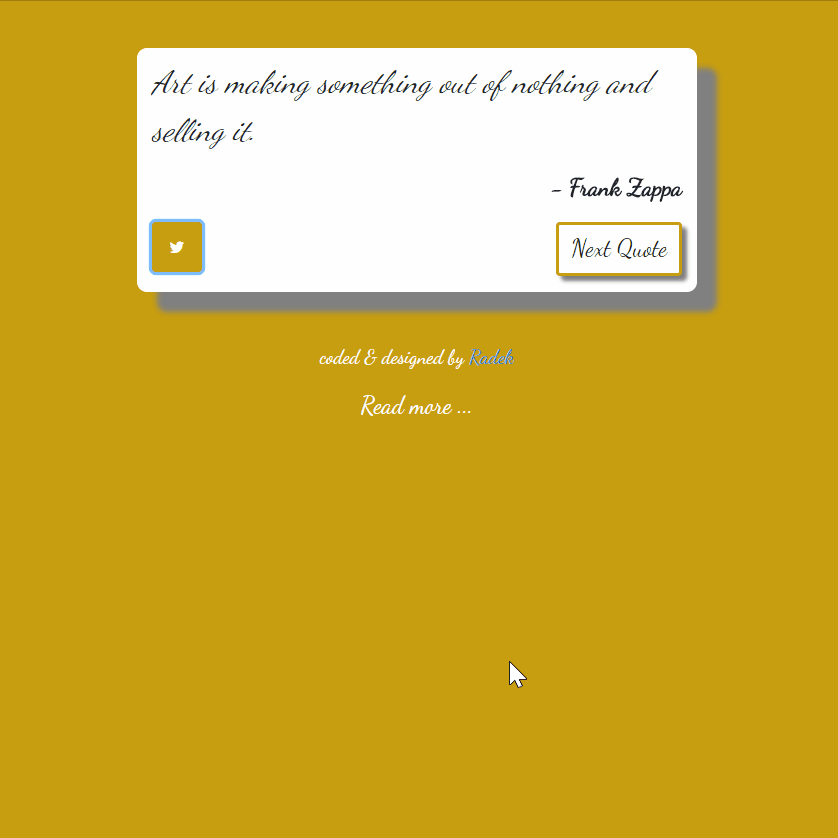 Art is making something out of nothing and
selling it.
- Frank Zappa
Next Quote
coded & designed by Radek
Read more ...